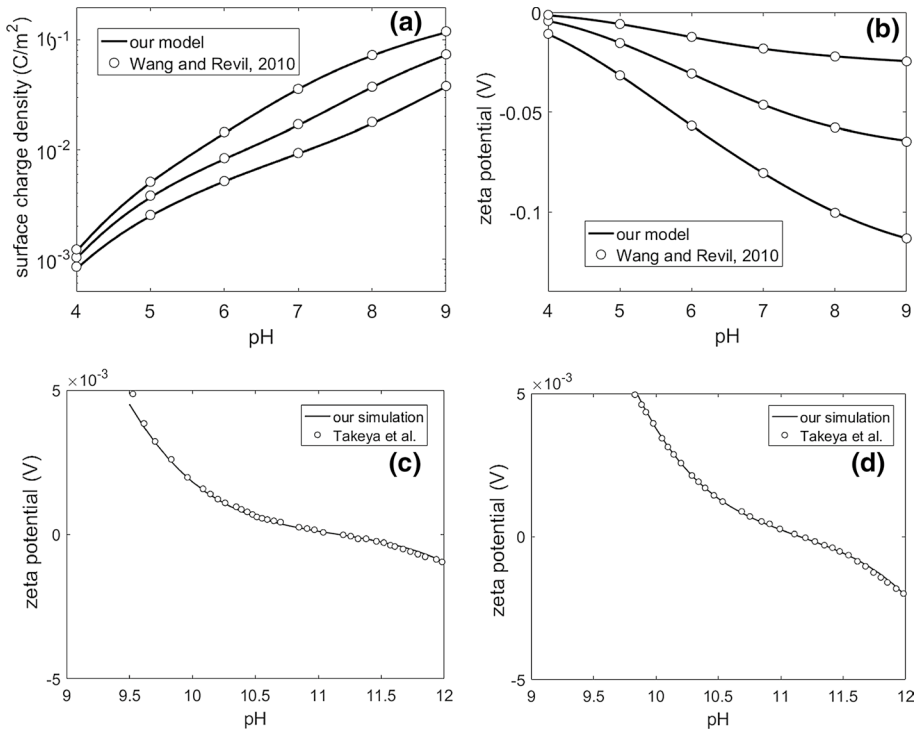 (a)
surface charge density (C/m²)
10⁻¹
10⁻²
10⁻³
our model
Wang and Revil, 2010
4 5 6 7 8 9
pH
(b)
zeta potential (V)
0
-0.05
-0.1
our model
Wang and Revil, 2010
4 5 6 7 8 9
pH
×10⁻³
5
0
-5
zeta potential (V)
our simulation
Takeya et al.
(c)
9 9.5 10 10.5 11 11.5 12
pH
×10⁻³
5
0
-5
zeta potential (V)
our simulation
Takeya et al.
(d)
9 9.5 10 10.5 11 11.5 12
pH